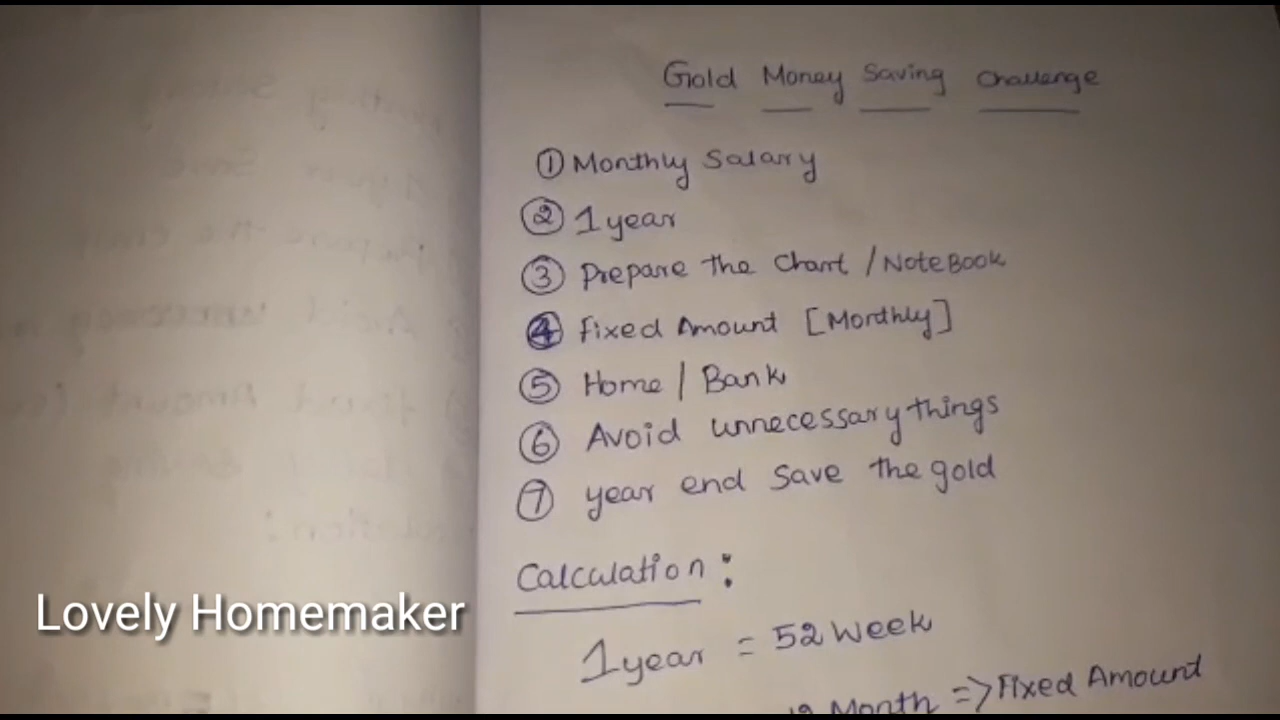 Gold Money Saving Challenge
① Monthly Salary
② 1 year
③ Prepare the Chart / NoteBook
④ Fixed Amount [Monthly]
⑤ Home / Bank
⑥ Avoid unnecessary things
⑦ year end Save the gold
Calculation :
Lovely Homemaker
1 year = 52 Week
Month => Fixed Amount